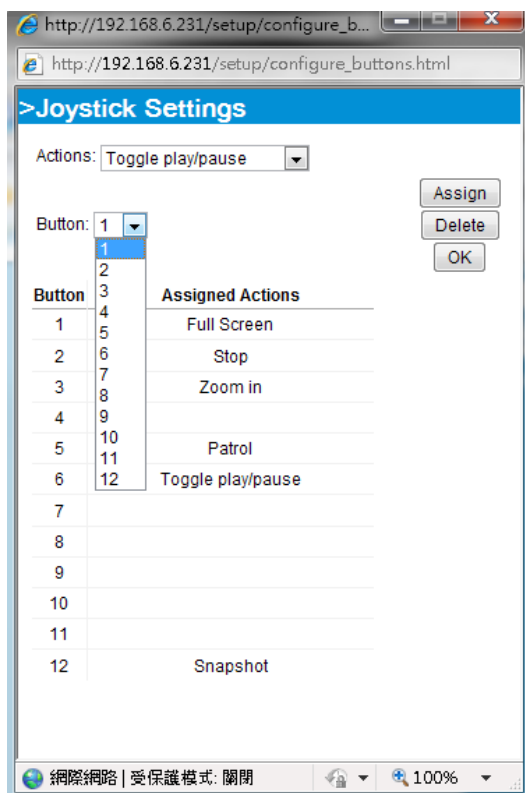 http://192.168.6.231/setup/configure_b...
http://192.168.6.231/setup/configure_buttons.html
>Joystick Settings
Actions: Toggle play/pause
Assign
Button: 1
Delete
OK
1
2
3
4
5
6
7
8
9
10
11
12
Button Assigned Actions
1 Full Screen
2 Stop
3 Zoom in
4
5 Patrol
6 Toggle play/pause
7
8
9
10
11
12 Snapshot
網際網路 | 受保護模式: 關閉 100%